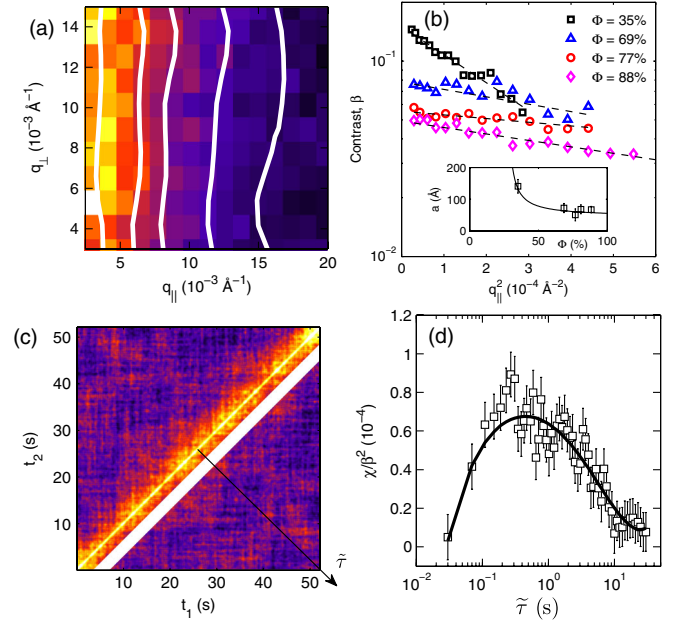 (a)
14
12
10
8
6
4
q⊥ (10⁻³ Å⁻¹)
5 10 15 20
q|| (10⁻³ Å⁻¹)
(b)
Φ = 35%
Φ = 69%
Φ = 77%
Φ = 88%
10⁻¹
10⁻²
Contrast, β
200
100
0
a (Å)
0 50 100
Φ (%)
0 1 2 3 4 5 6
q||² (10⁻⁴ Å⁻²)
(c)
50
40
30
20
10
t₂ (s)
10 20 30 40 50
t₁ (s)
τ̃
(d)
1.2
1
0.8
0.6
0.4
0.2
0
χ/β² (10⁻⁴)
10⁻² 10⁻¹ 10⁰ 10¹
τ̃ (s)